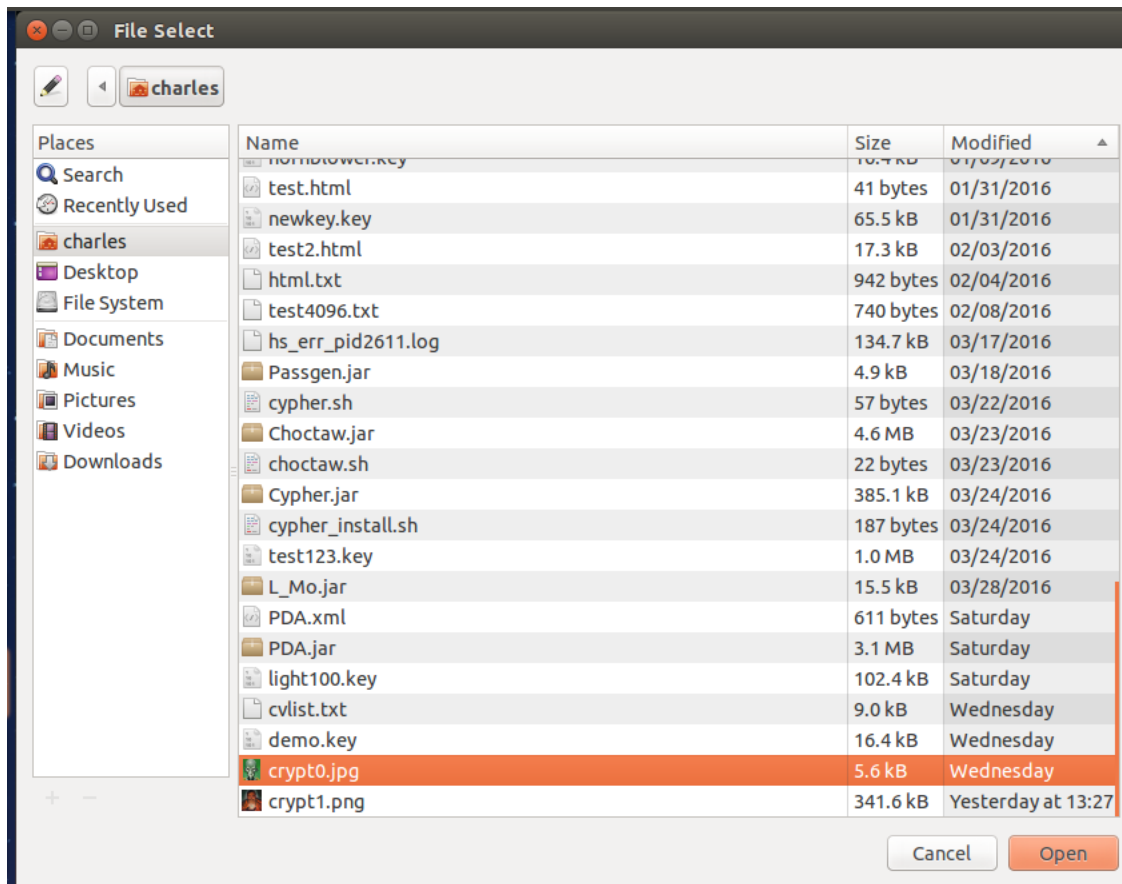 File Select
charles
Places
Search
Recently Used
charles
Desktop
File System
Documents
Music
Pictures
Videos
Downloads
Name Size Modified
hornblower.key 16.4 kB
test.html 41 bytes 01/31/2016
newkey.key 65.5 kB 01/31/2016
test2.html 17.3 kB 02/03/2016
html.txt 942 bytes 02/04/2016
test4096.txt 740 bytes 02/08/2016
hs_err_pid2611.log 134.7 kB 03/17/2016
Passgen.jar 4.9 kB 03/18/2016
cypher.sh 57 bytes 03/22/2016
Choctaw.jar 4.6 MB 03/23/2016
choctaw.sh 22 bytes 03/23/2016
Cypher.jar 385.1 kB 03/24/2016
cypher_install.sh 187 bytes 03/24/2016
test123.key 1.0 MB 03/24/2016
L_Mo.jar 15.5 kB 03/28/2016
PDA.xml 611 bytes Saturday
PDA.jar 3.1 MB Saturday
light100.key 102.4 kB Saturday
cvlist.txt 9.0 kB Wednesday
demo.key 16.4 kB Wednesday
crypt0.jpg 5.6 kB Wednesday
crypt1.png 341.6 kB Yesterday at 13:27
Cancel Open